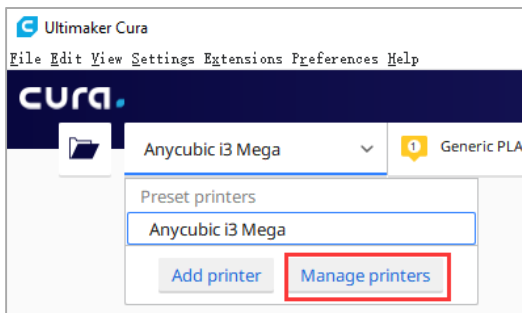 Ultimaker Cura
File Edit View Settings Extensions Preferences Help
cura.
Anycubic i3 Mega
1 Generic PLA
Preset printers
Anycubic i3 Mega
Add printer Manage printers